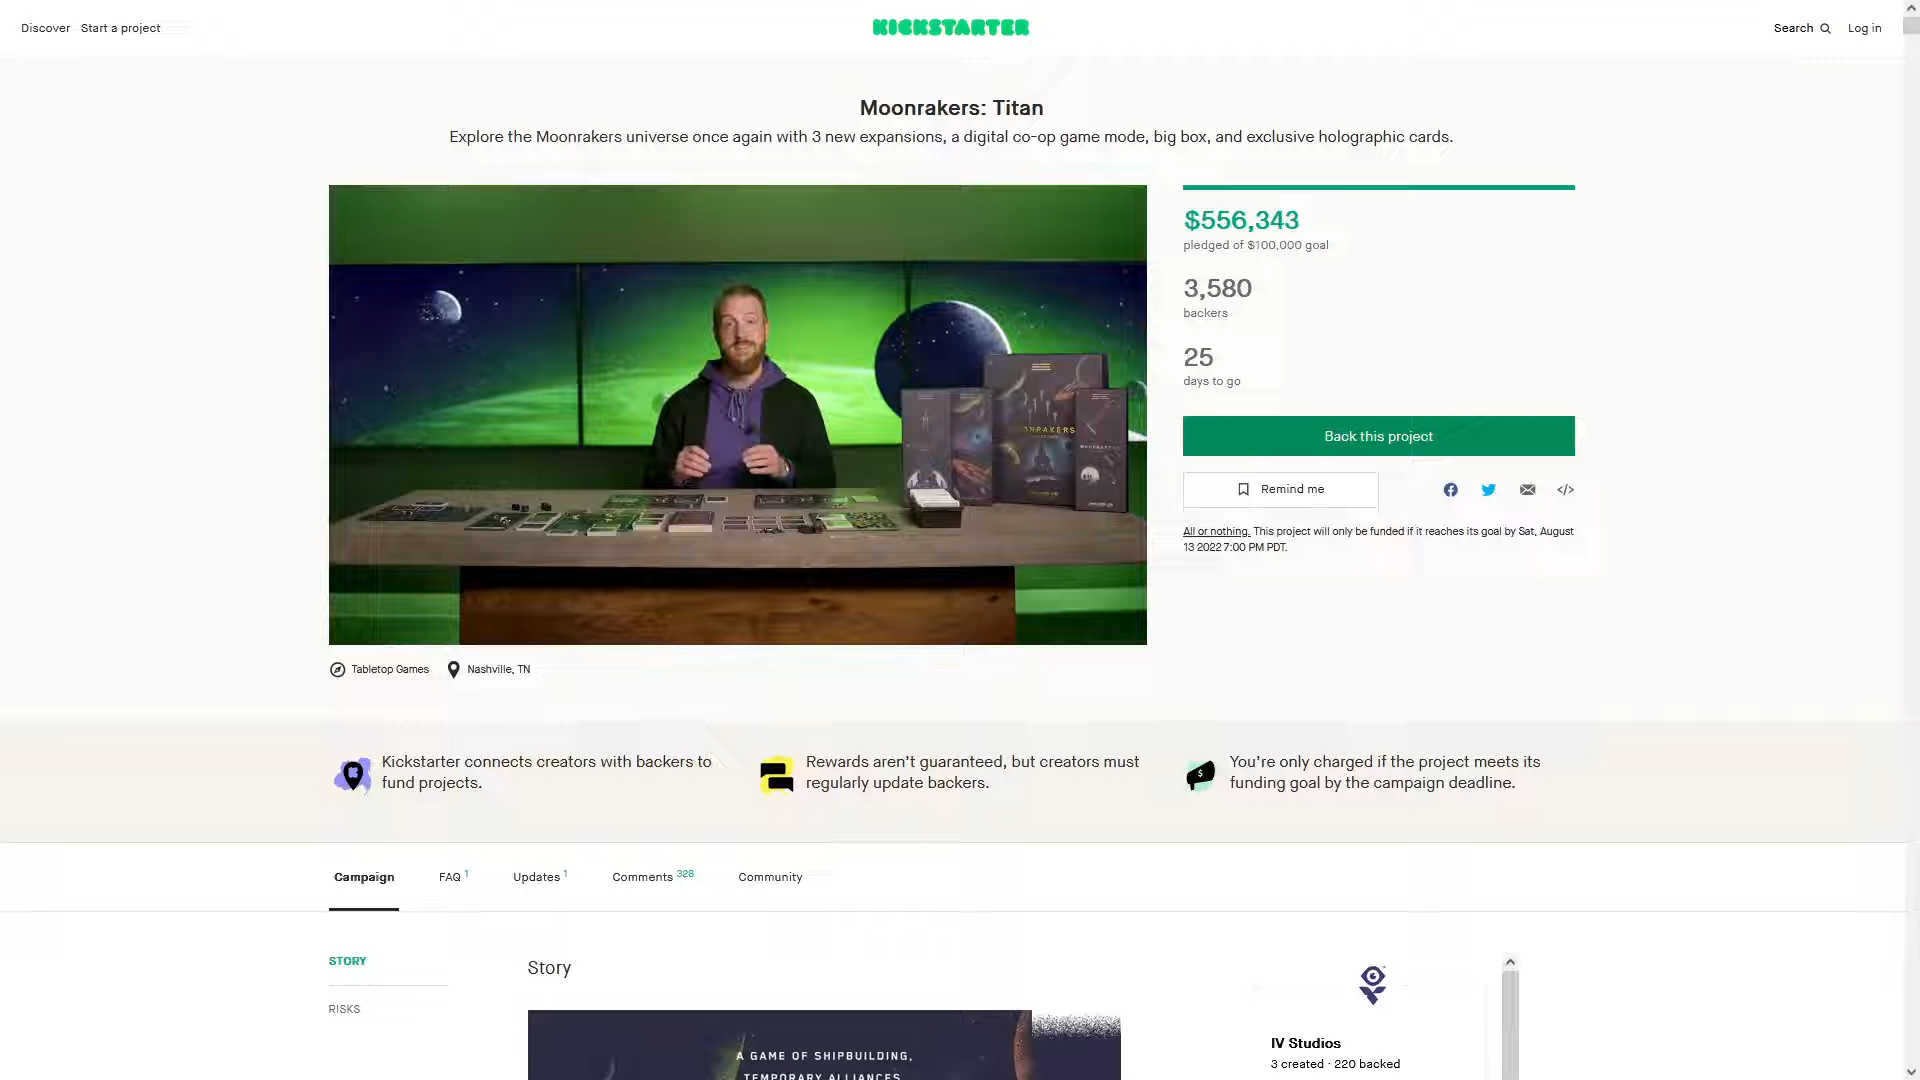 Discover Start a project
KICKSTARTER
Search Log in
Moonrakers: Titan
Explore the Moonrakers universe once again with 3 new expansions, a digital co-op game mode, big box, and exclusive holographic cards.
$556,343
pledged of $100,000 goal
3,580
backers
25
days to go
Back this project
Remind me
All or nothing. This project will only be funded if it reaches its goal by Sat, August
13 2022 7:00 PM PDT.
Tabletop Games Nashville, TN
Kickstarter connects creators with backers to
fund projects.
Rewards aren’t guaranteed, but creators must
regularly update backers.
You’re only charged if the project meets its
funding goal by the campaign deadline.
Campaign FAQ 1 Updates 1 Comments 328 Community
STORY
RISKS
Story
A GAME OF SHIPBUILDING,
TEMPORARY ALLIANCES
IV Studios
3 created · 220 backed